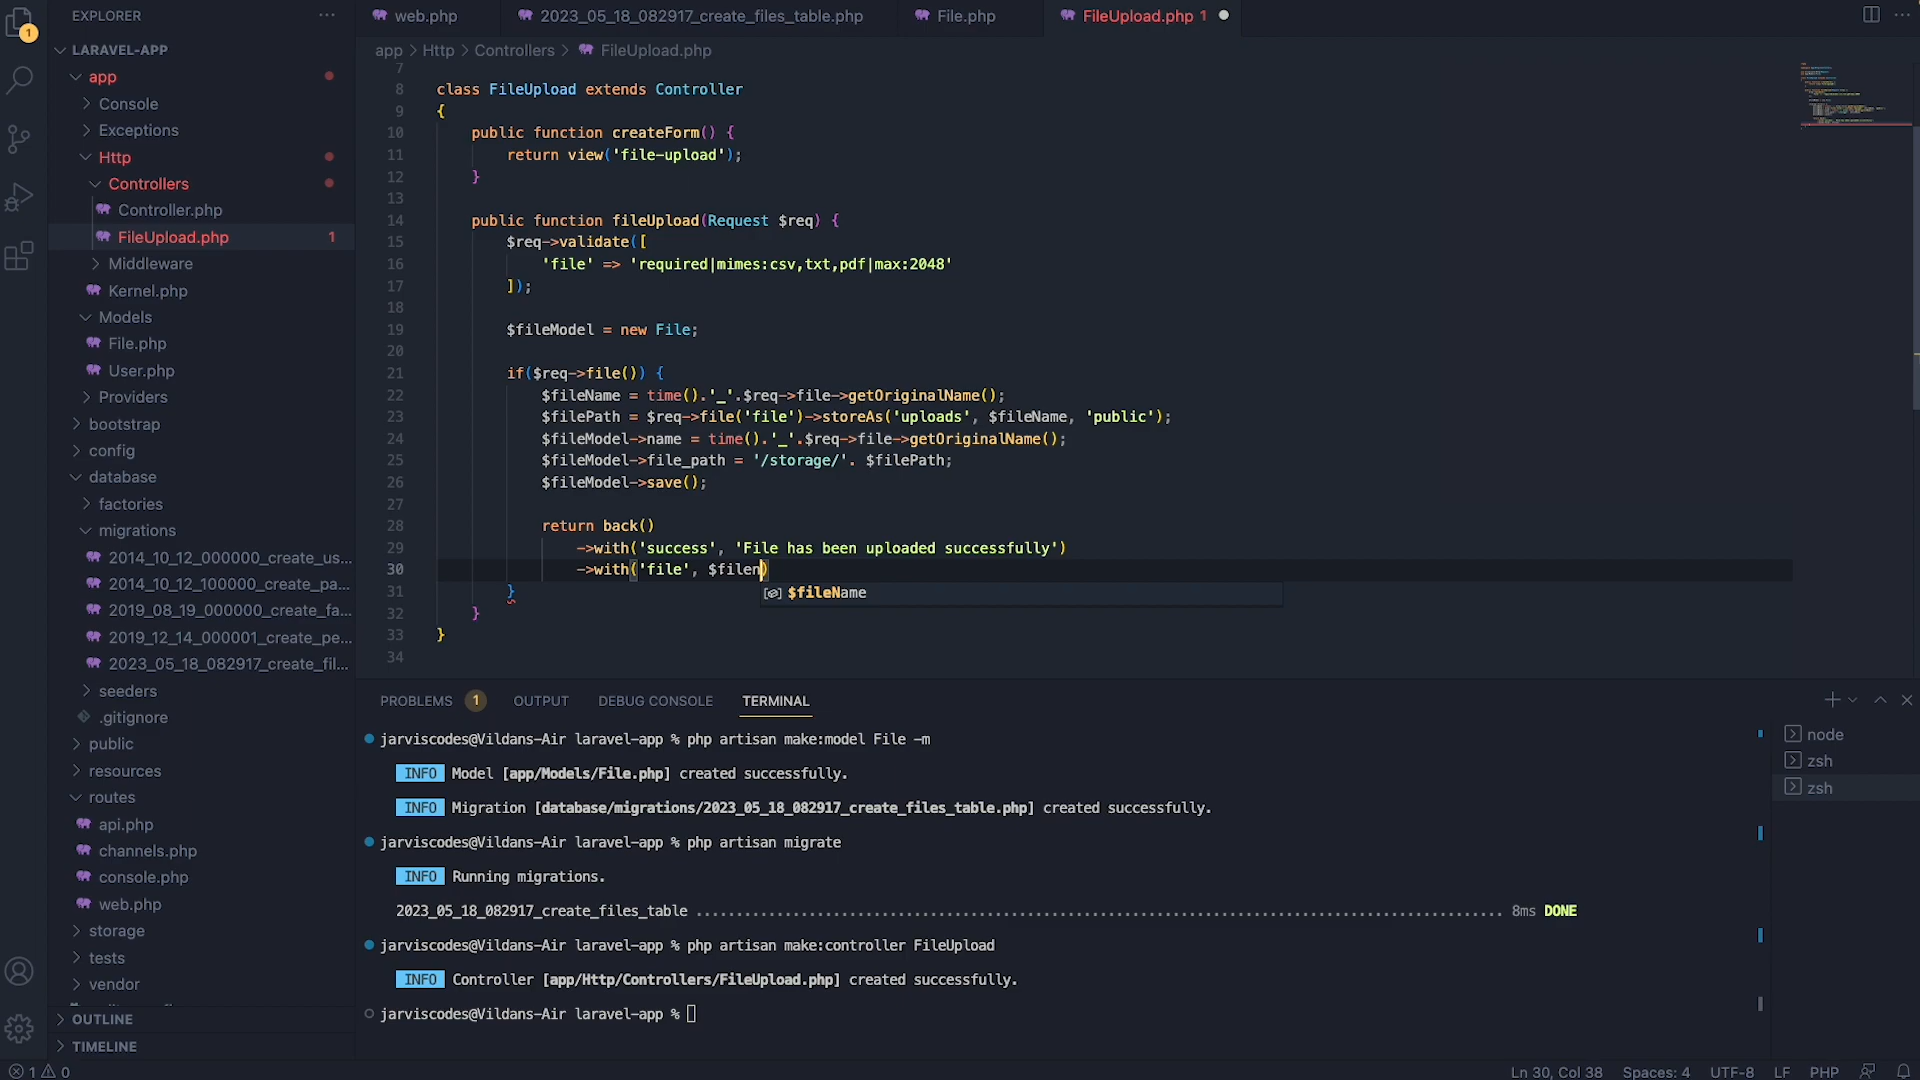 EXPLORER
LARAVEL-APP
app
Console
Exceptions
Http
Controllers
Controller.php
FileUpload.php 1
Middleware
Kernel.php
Models
File.php
User.php
Providers
bootstrap
config
database
factories
migrations
2014_10_12_000000_create_us...
2014_10_12_100000_create_pa...
2019_08_19_000000_create_fa...
2019_12_14_000001_create_pe...
2023_05_18_082917_create_fil...
seeders
.gitignore
public
resources
routes
api.php
channels.php
console.php
web.php
storage
tests
vendor
OUTLINE
TIMELINE
1
web.php 2023_05_18_082917_create_files_table.php File.php FileUpload.php 1
app > Http > Controllers > FileUpload.php
7
8 class FileUpload extends Controller
9 {
10 public function createForm() {
11 return view('file-upload');
12 }
13
14 public function fileUpload(Request $req) {
15 $req->validate([
16 'file' => 'required|mimes:csv,txt,pdf|max:2048'
17 ]);
18
19 $fileModel = new File;
20
21 if($req->file()) {
22 $fileName = time().'_'.$req->file->getOriginalName();
23 $filePath = $req->file('file')->storeAs('uploads', $fileName, 'public');
24 $fileModel->name = time().'_'.$req->file->getOriginalName();
25 $fileModel->file_path = '/storage/'. $filePath;
26 $fileModel->save();
27
28 return back()
29 ->with('success', 'File has been uploaded successfully')
30 ->with('file', $filen)
$fileName
31 }
32 }
33 }
34
PROBLEMS 1 OUTPUT DEBUG CONSOLE TERMINAL
jarviscodes@Vildans-Air laravel-app % php artisan make:model File -m
INFO Model [app/Models/File.php] created successfully.
INFO Migration [database/migrations/2023_05_18_082917_create_files_table.php] created successfully.
jarviscodes@Vildans-Air laravel-app % php artisan migrate
INFO Running migrations.
2023_05_18_082917_create_files_table ............................................................................................ 8ms DONE
jarviscodes@Vildans-Air laravel-app % php artisan make:controller FileUpload
INFO Controller [app/Http/Controllers/FileUpload.php] created successfully.
jarviscodes@Vildans-Air laravel-app %
node
zsh
zsh
1 0
Ln 30, Col 38 Spaces: 4 UTF-8 LF PHP